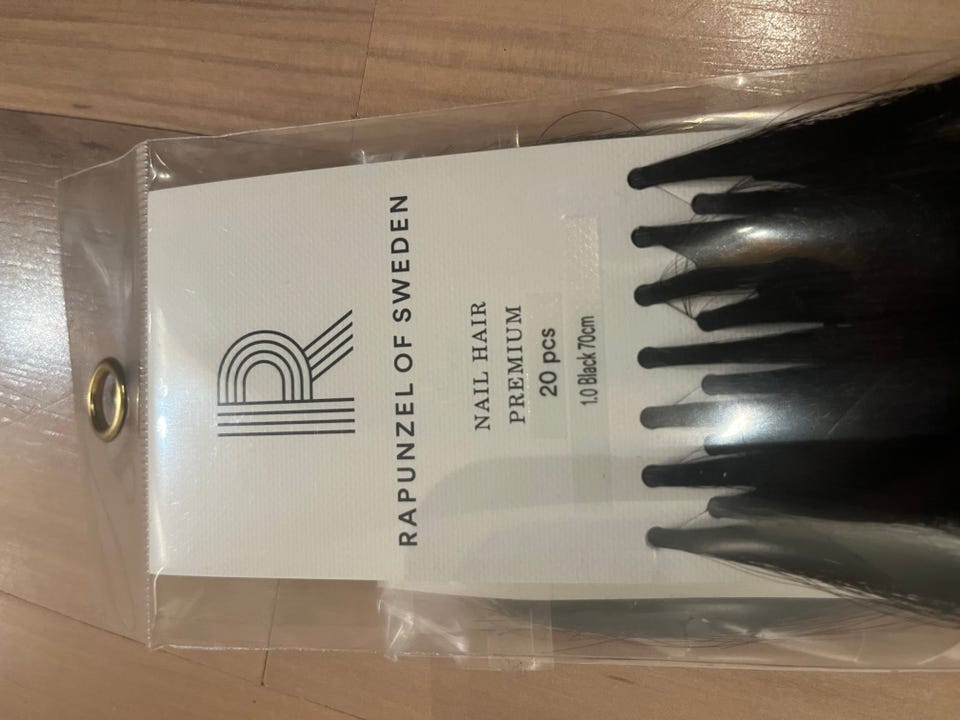 R
RAPUNZEL OF SWEDEN
NAIL HAIR
PREMIUM
20 pcs
1.0 Black 70cm